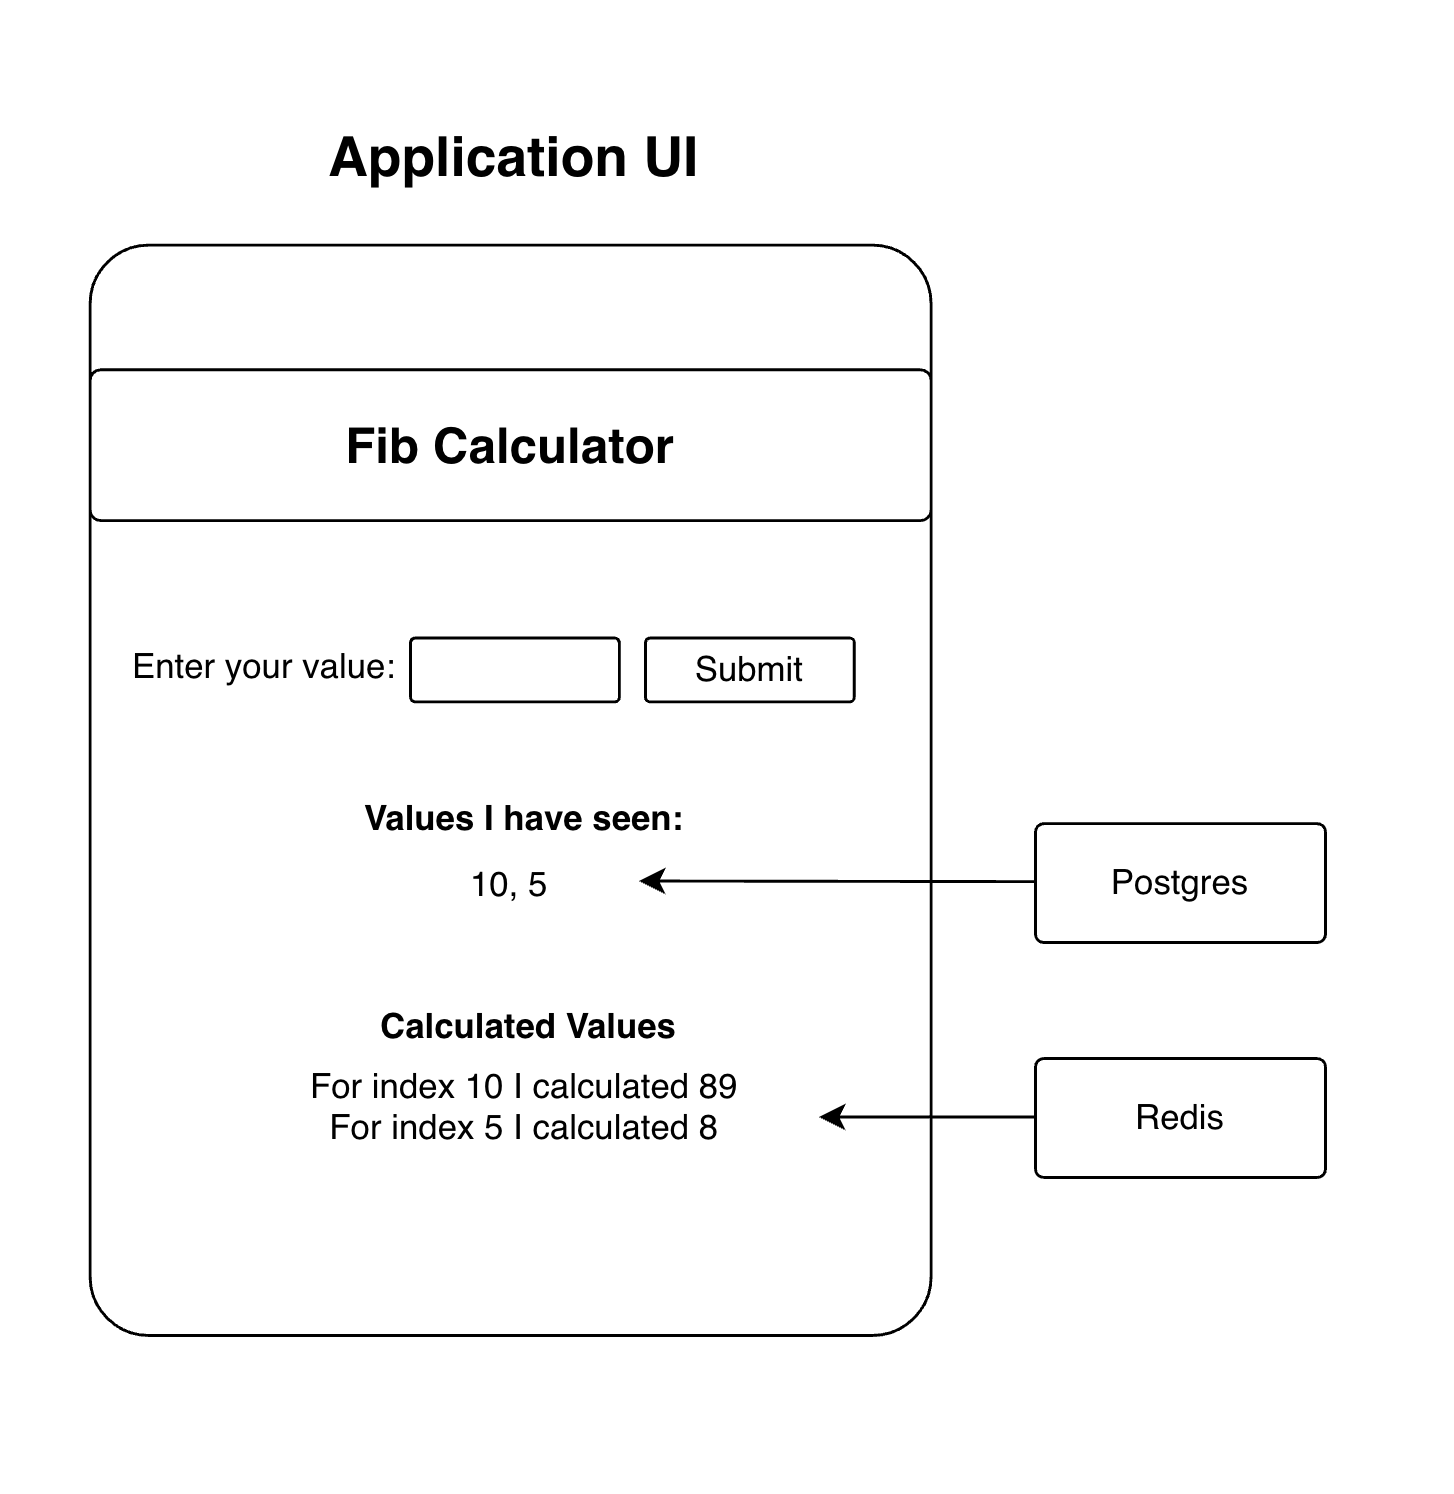 Application UI
Fib Calculator
Enter your value:
Submit
Values I have seen:
10, 5
Postgres
Calculated Values
For index 10 I calculated 89
For index 5 I calculated 8
Redis